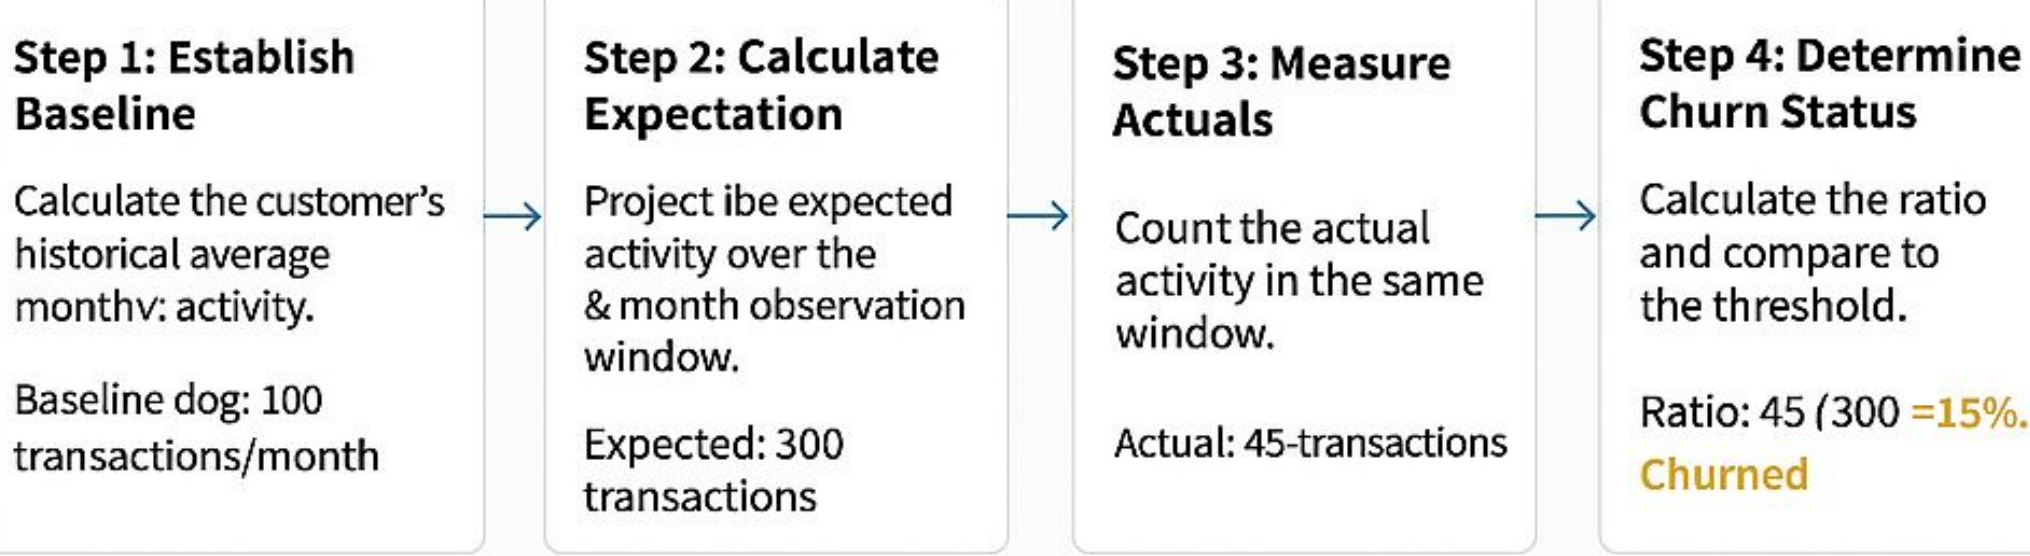 Step 1: Establish
Baseline
Calculate the customer's
historical average
monthv: activity.
Baseline dog: 100
transactions/month
Step 2: Calculate
Expectation
Project ibe expected
activity over the
& month observation
window.
Expected: 300
transactions
Step 3: Measure
Actuals
Count the actual
activity in the same
window.
Actual: 45-transactions
Step 4: Determine
Churn Status
Calculate the ratio
and compare to
the threshold.
Ratio: 45 (300 =15%.
Churned